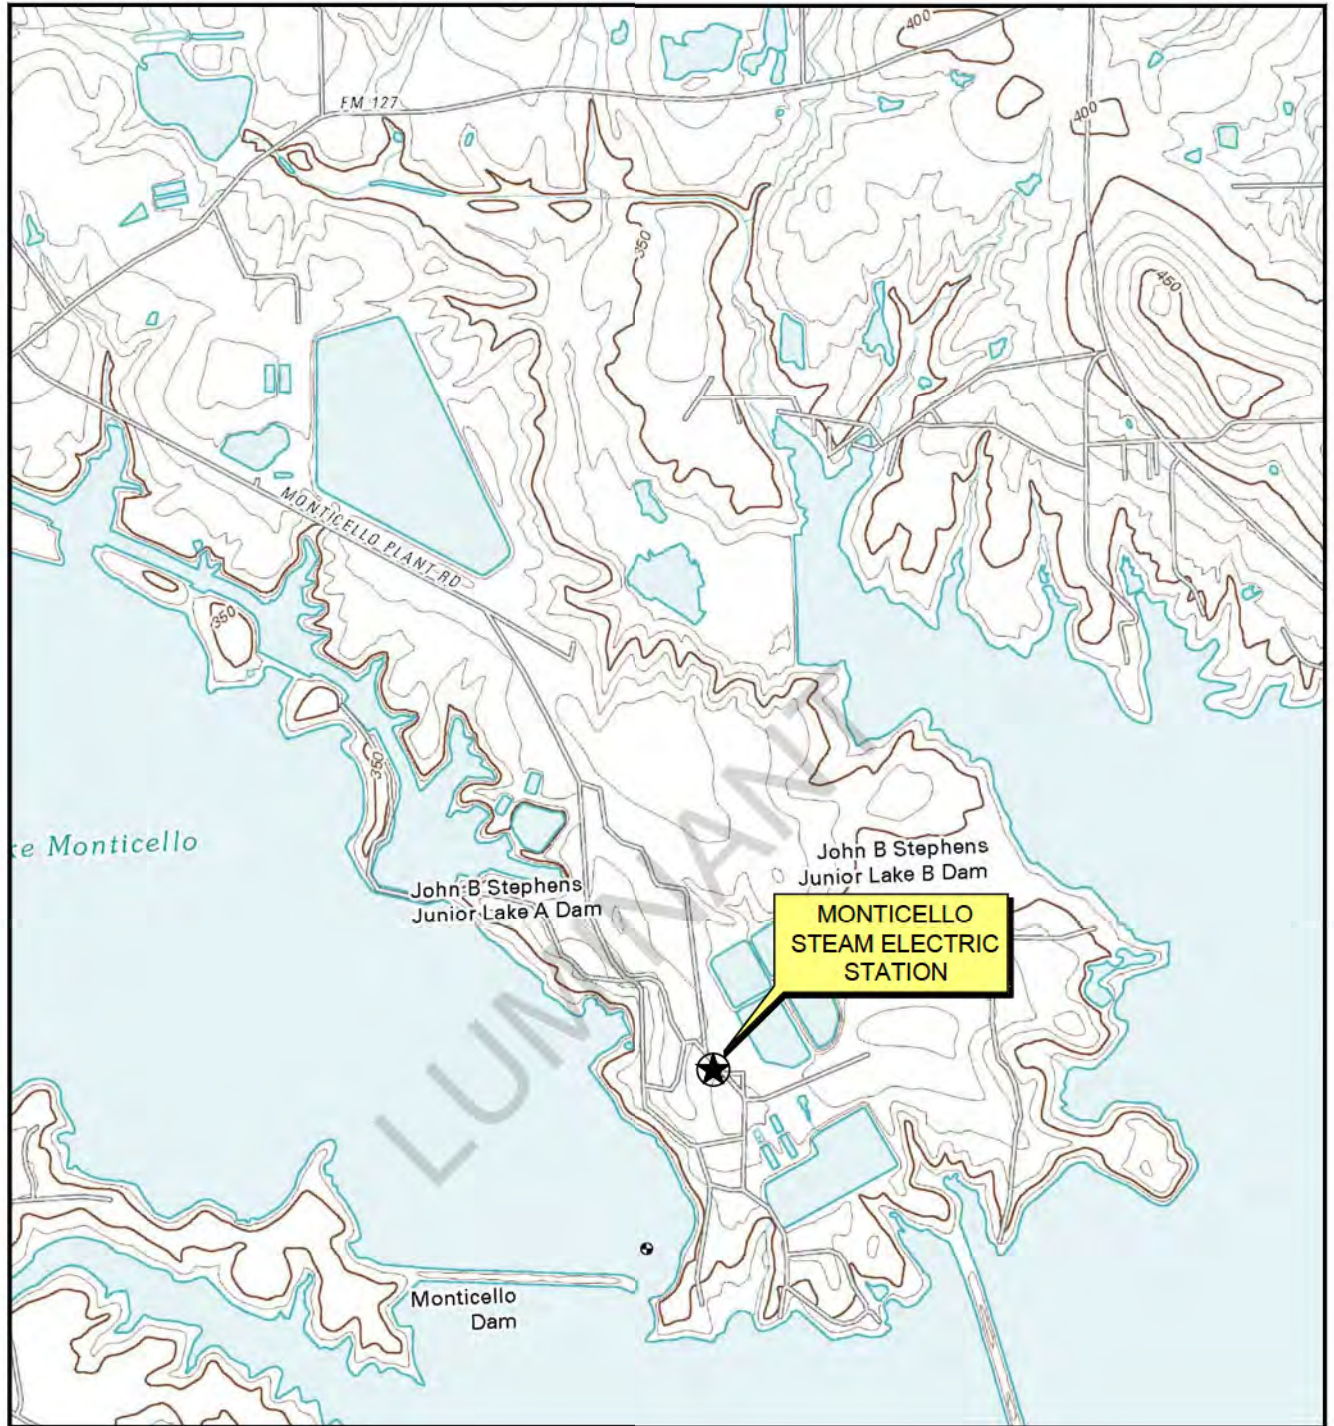 400
FM 127
400
350
450
MONTICELLO PLANT RD
350
350
ke Monticello
John B Stephens
Junior Lake B Dam
John B Stephens
Junior Lake A Dam
MONTICELLO
STEAM ELECTRIC
STATION
LUMINANT
Monticello
Dam